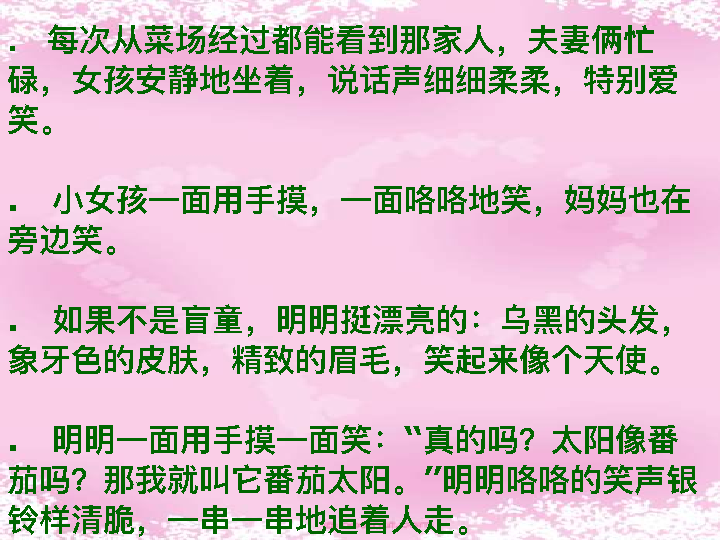 . 每次从菜场经过都能看到那家人，夫妻俩忙
碌，女孩安静地坐着，说话声细细柔柔，特别爱
笑。
. 小女孩一面用手摸，一面咯咯地笑，妈妈也在
旁边笑。
. 如果不是盲童，明明挺漂亮的：乌黑的头发，
象牙色的皮肤，精致的眉毛，笑起来像个天使。
. 明明一面用手摸一面笑：“真的吗？太阳像番
茄吗？那我就叫它番茄太阳。”明明咯咯的笑声银
铃样清脆，一串一串地追着人走。